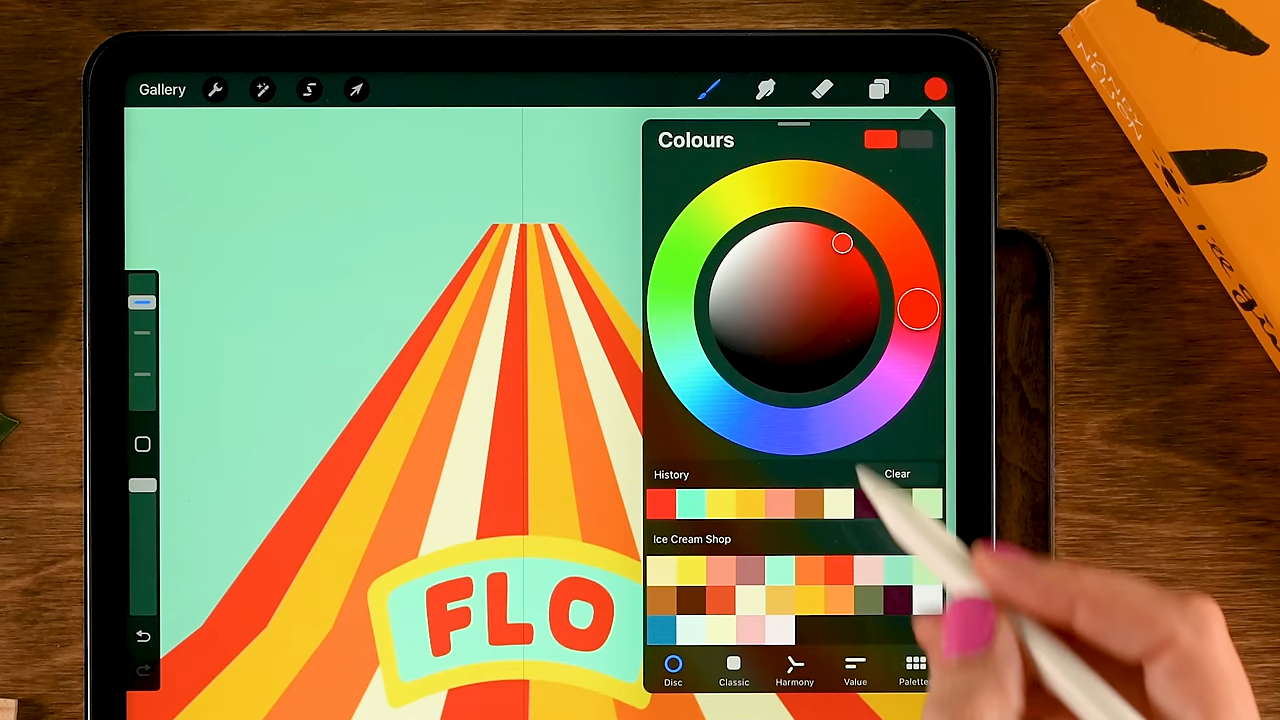 Gallery
Colours
History
Clear
Ice Cream Shop
FLO
Disc
Classic
Harmony
Value
Palette